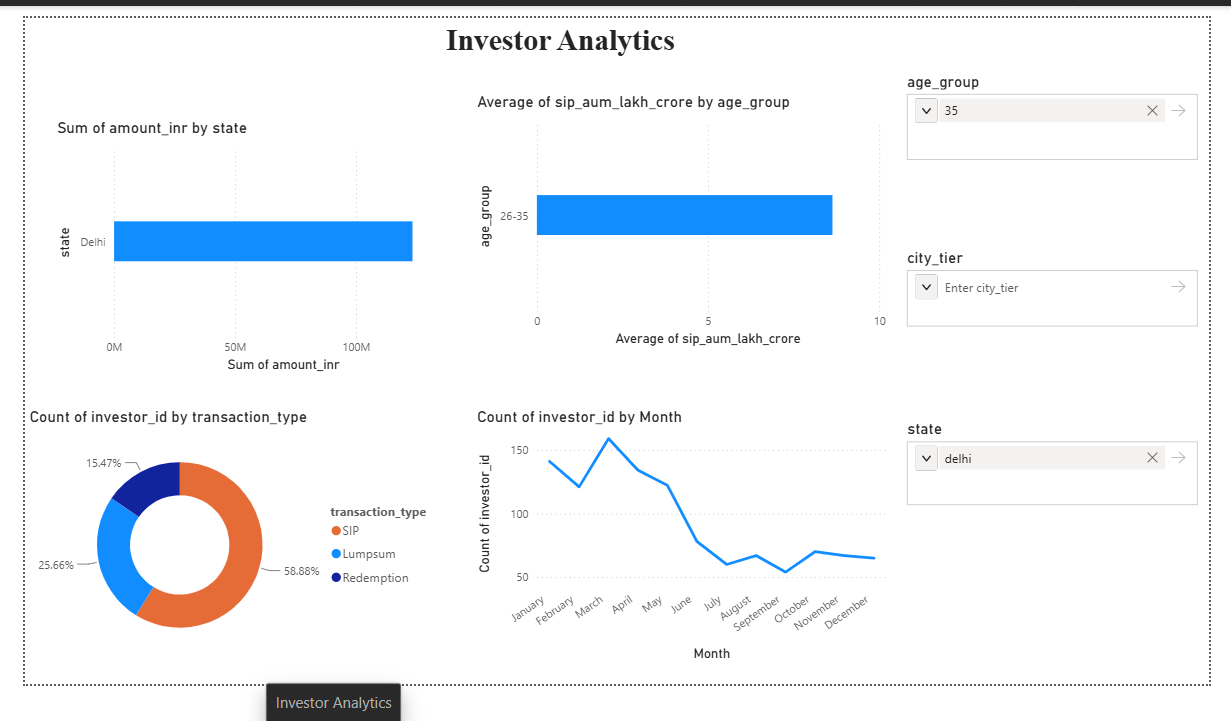 Investor Analytics
Sum of amount_inr by state
state
Delhi
0M
50M
100M
Sum of amount_inr
Average of sip_aum_lakh_crore by age_group
age_group
26-35
0
5
10
Average of sip_aum_lakh_crore
age_group
35
city_tier
Enter city_tier
state
delhi
Count of investor_id by transaction_type
15.47%
25.66%
58.88%
transaction_type
SIP
Lumpsum
Redemption
Count of investor_id by Month
Count of investor_id
150
100
50
January
February
March
April
May
June
July
August
September
October
November
December
Month
Investor Analytics